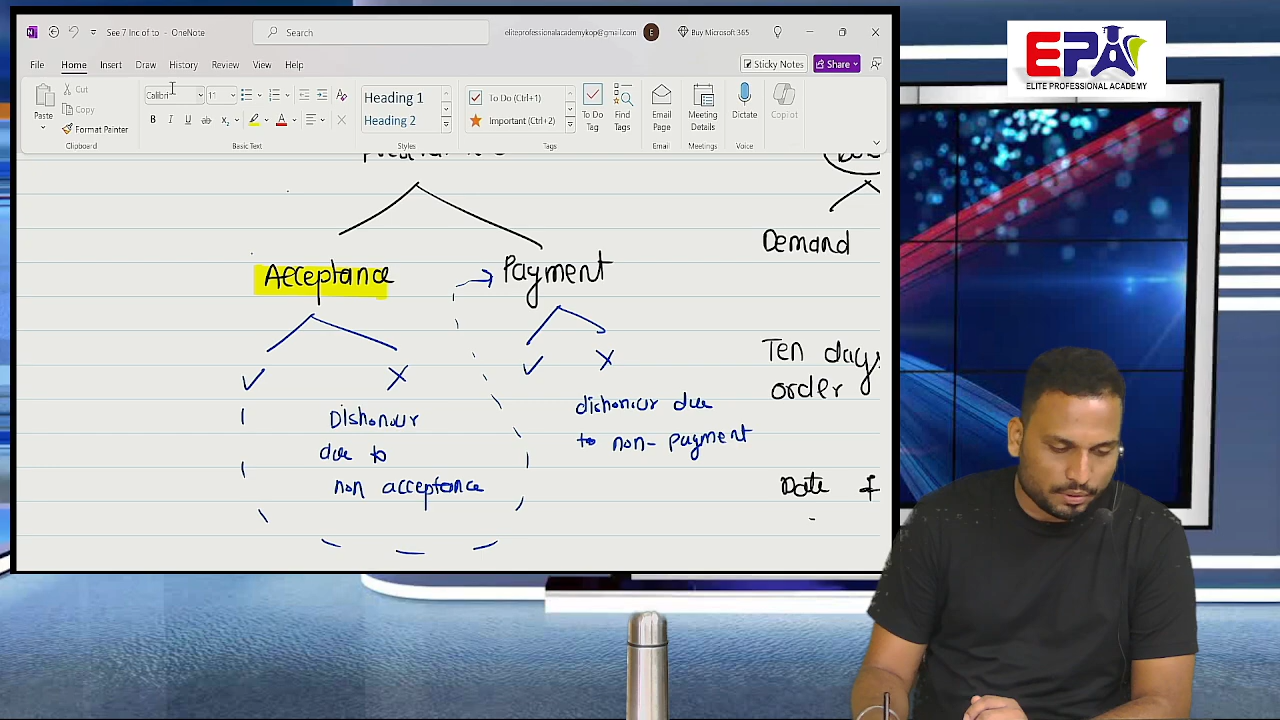 See 7 Inc of to - OneNote
Search
eliteprofessionalacademykop@gmail.com
E
Buy Microsoft 365
File Home Insert Draw History Review View Help
Sticky Notes
Share
Paste
Cut
Copy
Format Painter
Clipboard
Calibri
Basic Text
Heading 1
Heading 2
Styles
To Do (Ctrl+1)
Important (Ctrl+2)
To Do Tag
Find Tags
Tags
Email Page
Email
Meeting Details
Meetings
Dictate
Voice
Copilot
Acceptance
Payment
Demand
Dishonour
due to
non acceptance
dishonour due
to non-payment
Ten days
order
Date
EPA
ELITE PROFESSIONAL ACADEMY